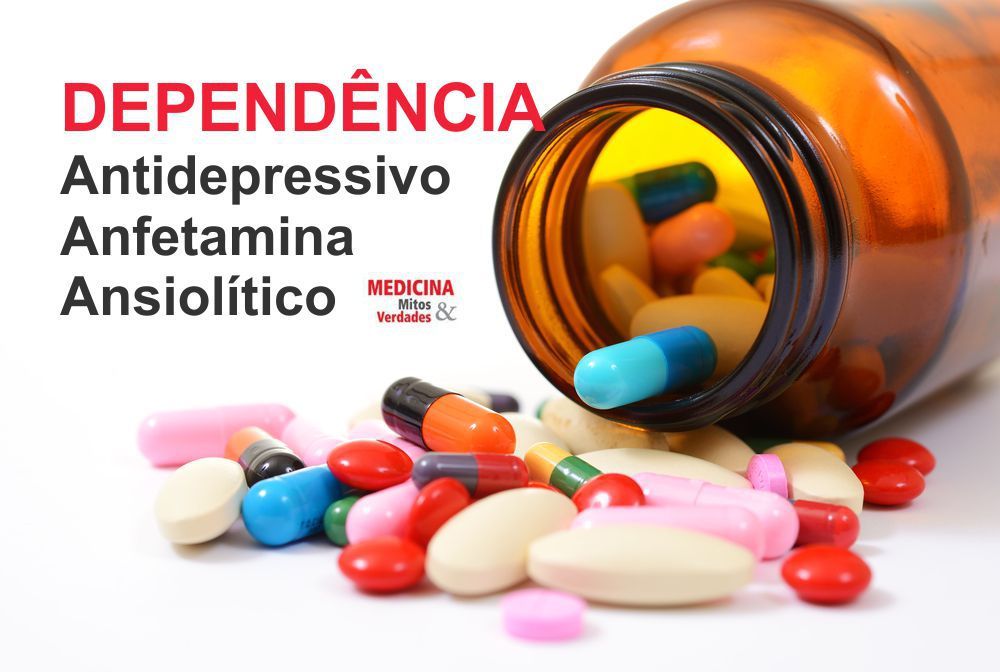 DEPENDÊNCIA
Antidepressivo
Anfetamina
Ansiolítico
MEDICINA
Mitos
Verdades &